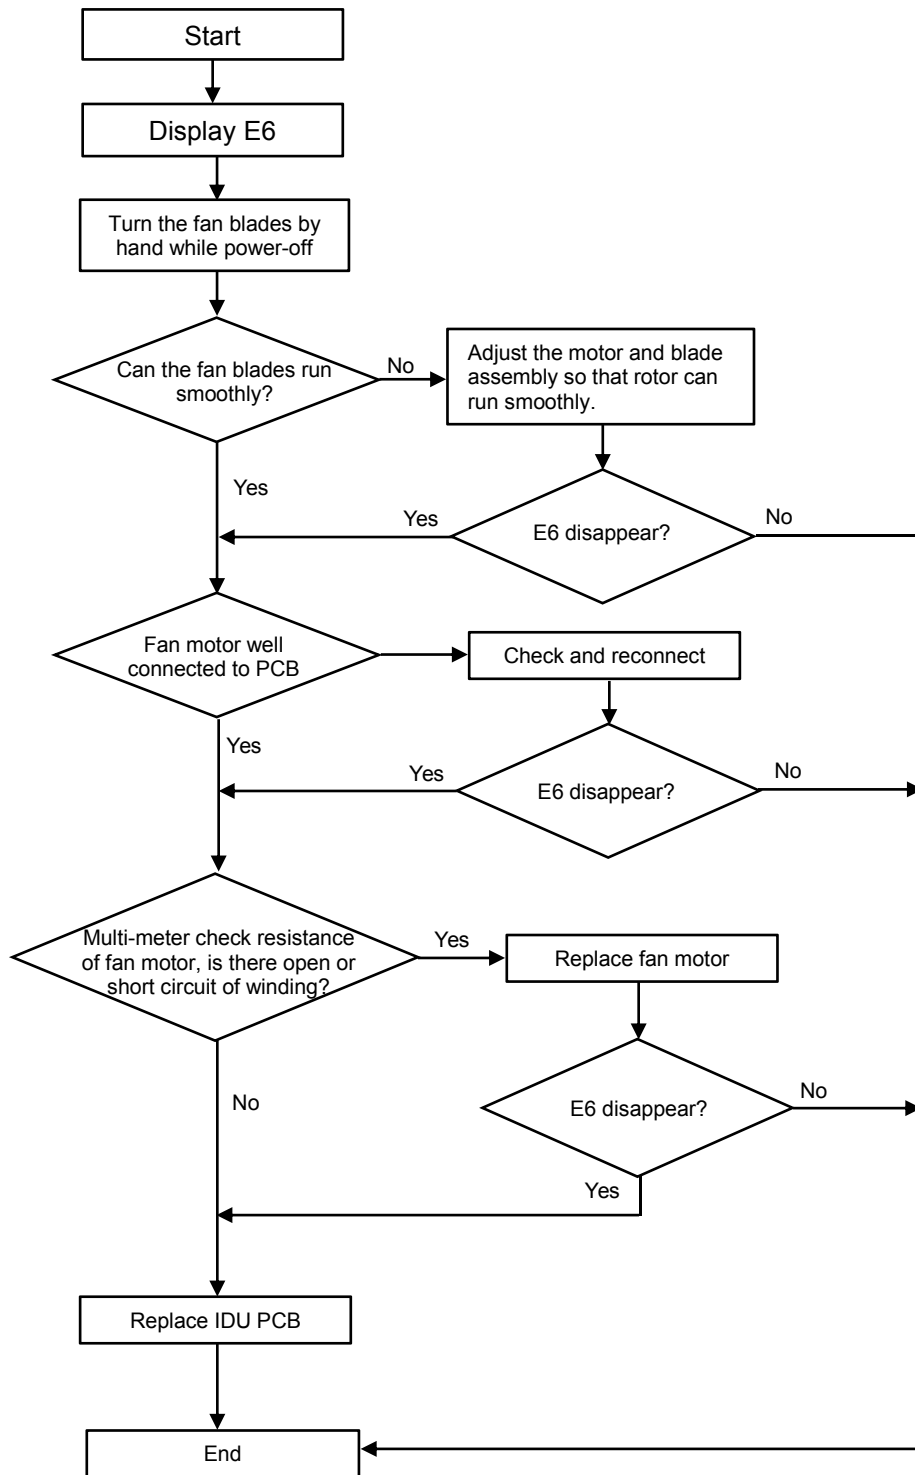 Start
Display E6
Turn the fan blades by
hand while power-off
Can the fan blades run
smoothly?
No
Adjust the motor and blade
assembly so that rotor can
run smoothly.
Yes
Yes
E6 disappear?
No
Fan motor well
connected to PCB
Check and reconnect
Yes
Yes
E6 disappear?
No
Multi-meter check resistance
of fan motor, is there open or
short circuit of winding?
Yes
Replace fan motor
No
E6 disappear?
No
Yes
Replace IDU PCB
End